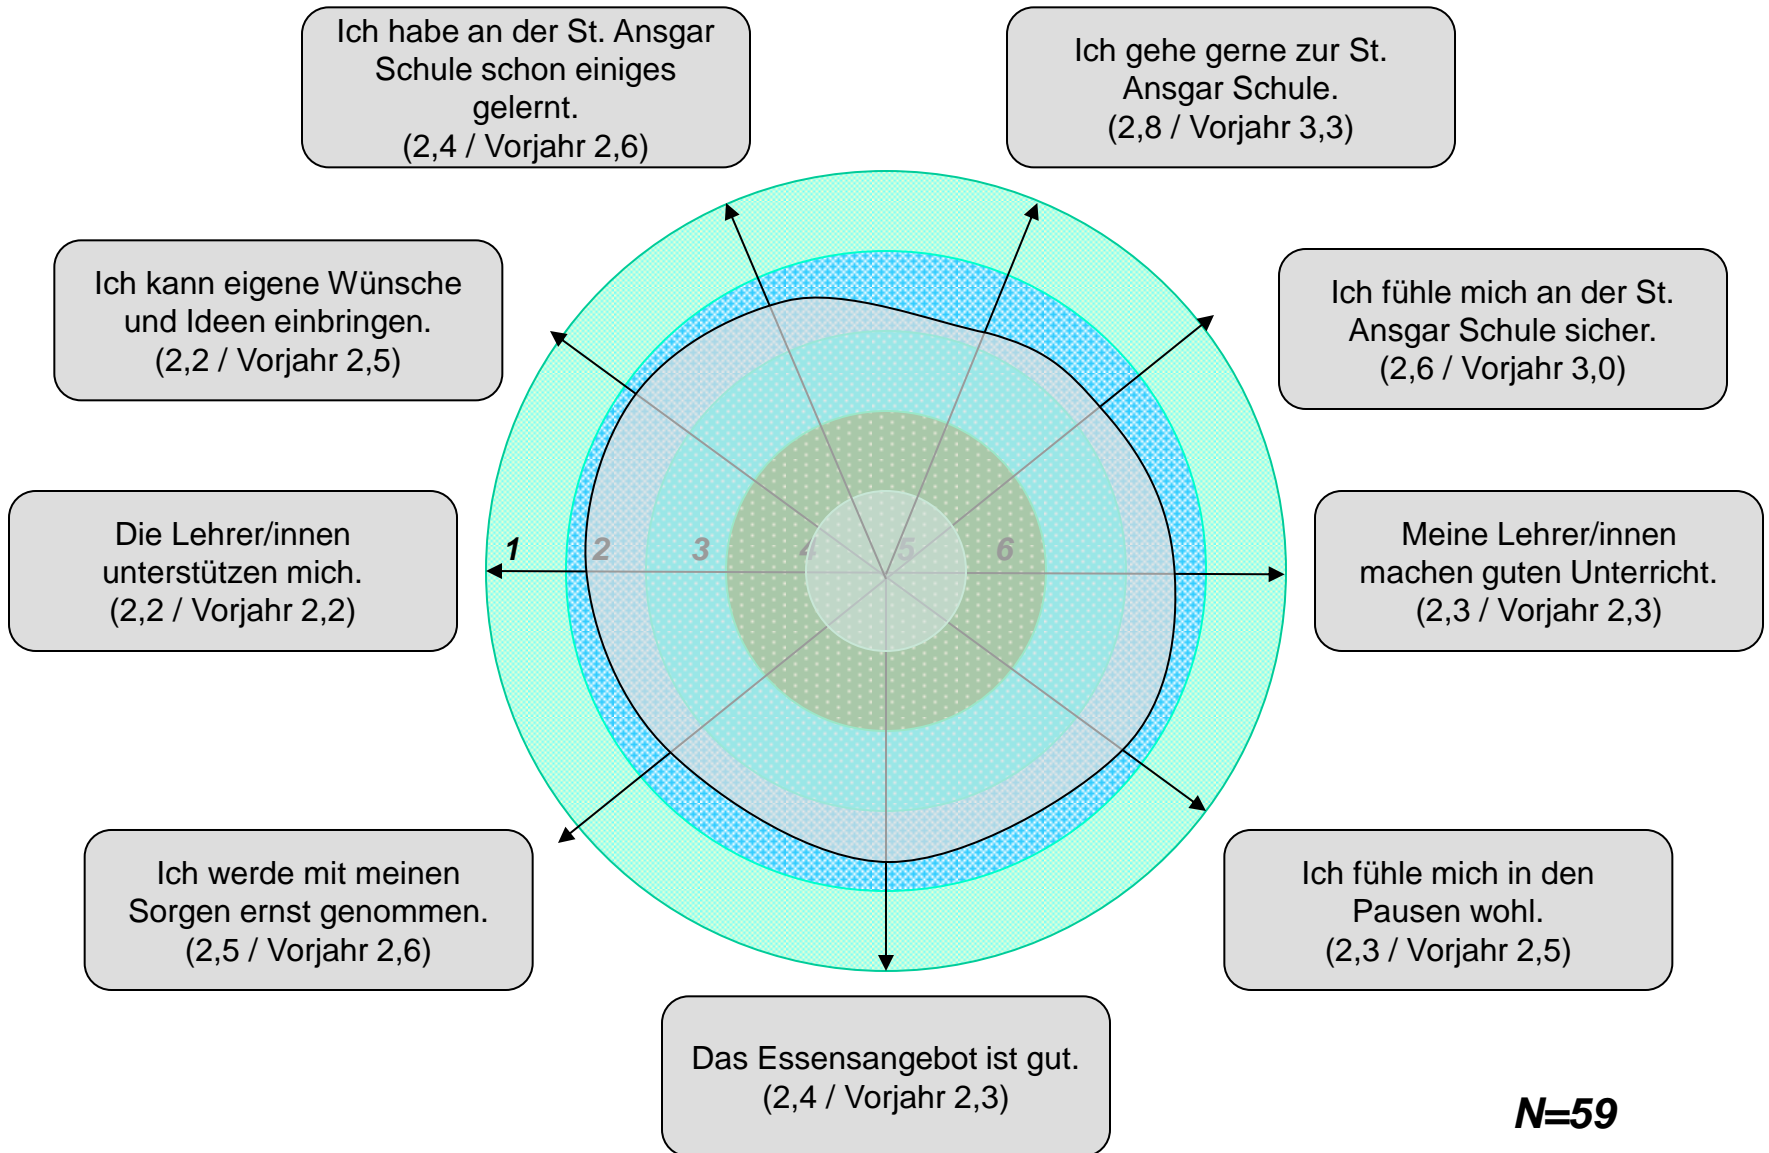 Ich habe an der St. Ansgar
Schule schon einiges
gelernt.
(2,4 / Vorjahr 2,6)
Ich gehe gerne zur St.
Ansgar Schule.
(2,8 / Vorjahr 3,3)
Ich kann eigene Wünsche
und Ideen einbringen.
(2,2 / Vorjahr 2,5)
Ich fühle mich an der St.
Ansgar Schule sicher.
(2,6 / Vorjahr 3,0)
Die Lehrer/innen
unterstützen mich.
(2,2 / Vorjahr 2,2)
1 2 3 4 5 6
Meine Lehrer/innen
machen guten Unterricht.
(2,3 / Vorjahr 2,3)
Ich werde mit meinen
Sorgen ernst genommen.
(2,5 / Vorjahr 2,6)
Ich fühle mich in den
Pausen wohl.
(2,3 / Vorjahr 2,5)
Das Essensangebot ist gut.
(2,4 / Vorjahr 2,3)
N=59